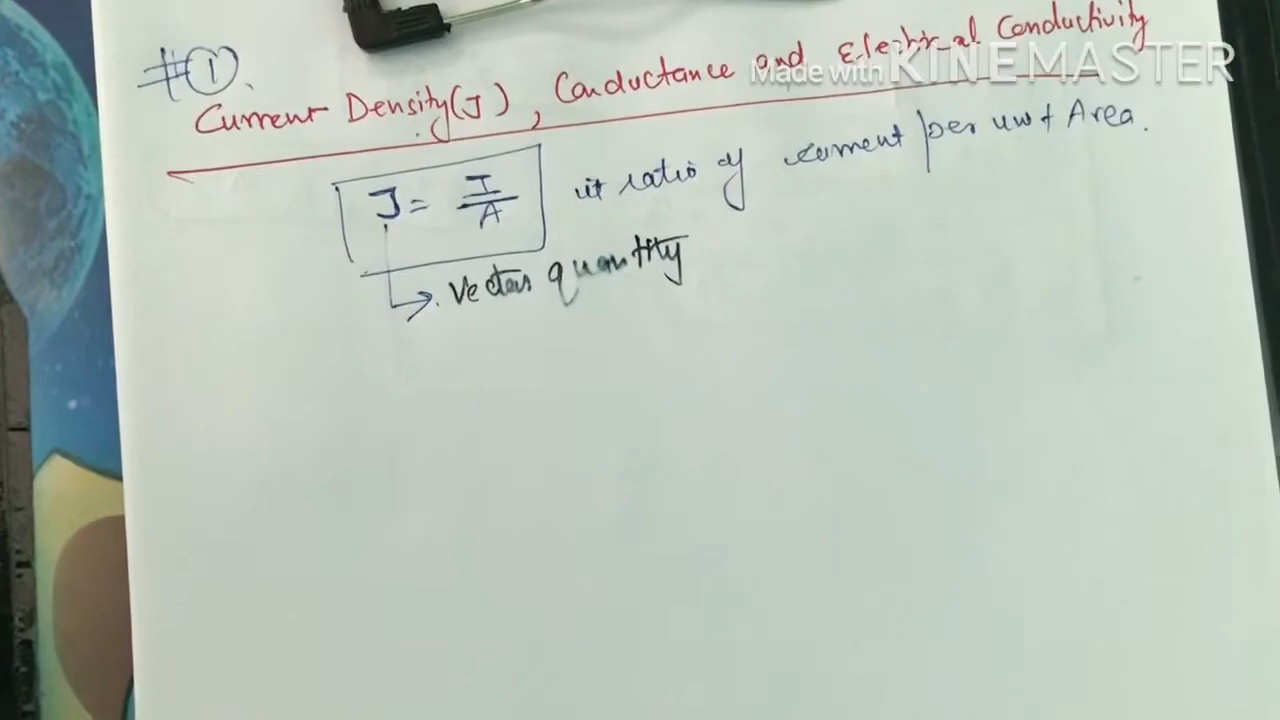 #①.
Current Density(J), Conductance and Electrical Conductivity
Made with KINEMASTER
J = I/A it ratio of current per unit Area.
→. Vector quantity